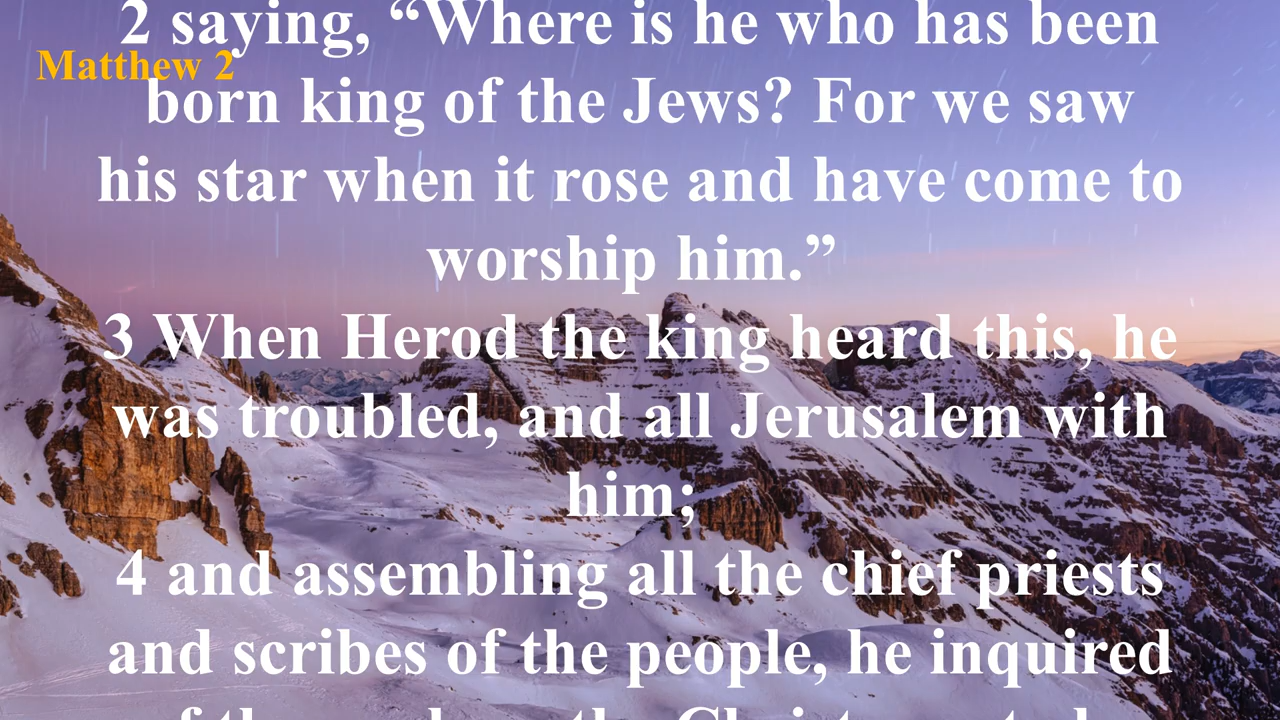 2 saying, “Where is he who has been
Matthew 2
born king of the Jews? For we saw
his star when it rose and have come to
worship him.”
3 When Herod the king heard this, he
was troubled, and all Jerusalem with
him;
4 and assembling all the chief priests
and scribes of the people, he inquired